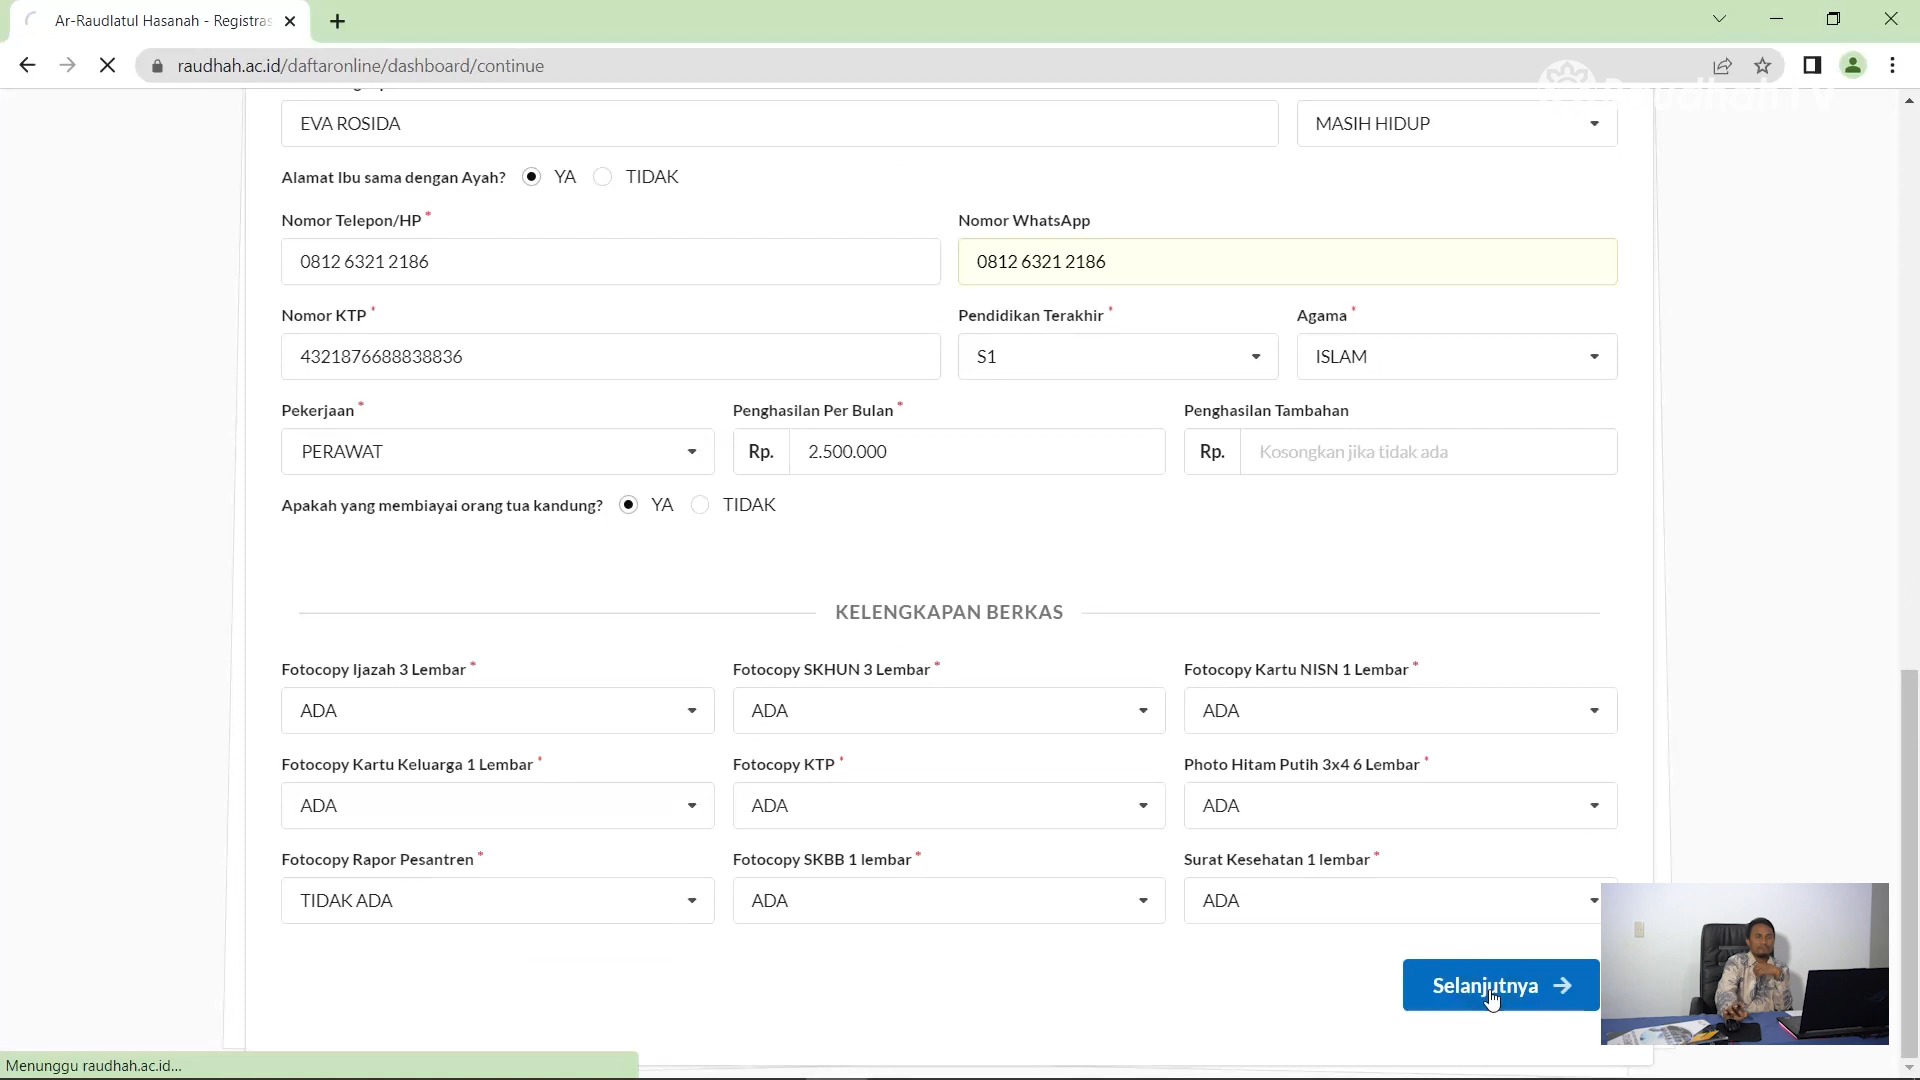 Ar-Raudlatul Hasanah - Registras
raudhah.ac.id/daftaronline/dashboard/continue
Raudhah TV
EVA ROSIDA
MASIH HIDUP
Alamat Ibu sama dengan Ayah? YA TIDAK
Nomor Telepon/HP * Nomor WhatsApp
0812 6321 2186 0812 6321 2186
Nomor KTP * Pendidikan Terakhir * Agama *
4321876688838836 S1 ISLAM
Pekerjaan * Penghasilan Per Bulan * Penghasilan Tambahan
PERAWAT Rp. 2.500.000 Rp. Kosongkan jika tidak ada
Apakah yang membiayai orang tua kandung? YA TIDAK
KELENGKAPAN BERKAS
Fotocopy Ijazah 3 Lembar * Fotocopy SKHUN 3 Lembar * Fotocopy Kartu NISN 1 Lembar *
ADA ADA ADA
Fotocopy Kartu Keluarga 1 Lembar * Fotocopy KTP * Photo Hitam Putih 3x4 6 Lembar *
ADA ADA ADA
Fotocopy Rapor Pesantren * Fotocopy SKBB 1 lembar * Surat Kesehatan 1 lembar *
TIDAK ADA ADA ADA
Selanjutnya
Menunggu raudhah.ac.id...